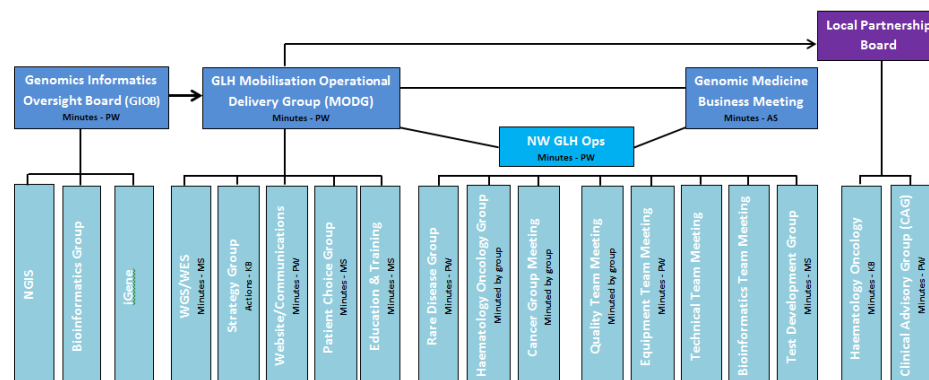 Local Partnership
Board
Genomics Informatics
Oversight Board (GIOB)
Minutes - PW
GLH Mobilisation Operational
Delivery Group (MODG)
Minutes - PW
Genomic Medicine
Business Meeting
Minutes - AS
NW GLH Ops
Minutes - PW
NGIS
Bioinformatics Group
iGene
WGS/WES
Minutes - MS
Strategy Group
Actions - KB
Website/Communications
Minutes - PW
Patient Choice Group
Minutes - MS
Education & Training
Minutes - MS
Rare Disease Group
Minutes - PW
Haematology Oncology Group
Minuted by group
Cancer Group Meeting
Minuted by group
Quality Team Meeting
Minuted by group
Equipment Team Meeting
Minutes - PW
Technical Team Meeting
Bioinformatics Team Meeting
Test Development Group
Minutes - MS
Haematology Oncology
Minutes - KB
Clinical Advisory Group (CAG)
Minutes - PW